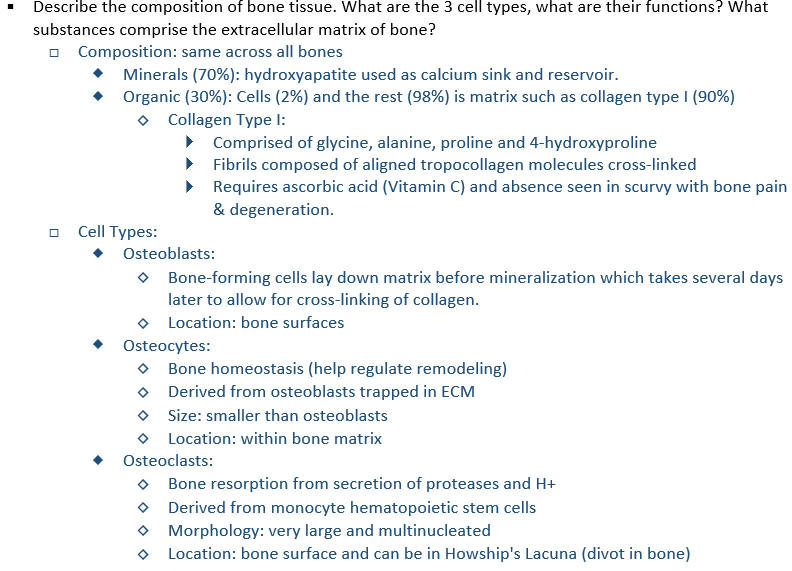 Describe the composition of bone tissue. What are the 3 cell types, what are their functions? What
substances comprise the extracellular matrix of bone?
Composition: same across all bones
Minerals (70%): hydroxyapatite used as calcium sink and reservoir.
Organic (30%): Cells (2%) and the rest (98%) is matrix such as collagen type I (90%)
Collagen Type I:
Comprised of glycine, alanine, proline and 4-hydroxyproline
Fibrils composed of aligned tropocollagen molecules cross-linked
Requires ascorbic acid (Vitamin C) and absence seen in scurvy with bone pain
& degeneration.
Cell Types:
Osteoblasts:
Bone-forming cells lay down matrix before mineralization which takes several days
later to allow for cross-linking of collagen.
Location: bone surfaces
Osteocytes:
Bone homeostasis (help regulate remodeling)
Derived from osteoblasts trapped in ECM
Size: smaller than osteoblasts
Location: within bone matrix
Osteoclasts:
Bone resorption from secretion of proteases and H+
Derived from monocyte hematopoietic stem cells
Morphology: very large and multinucleated
Location: bone surface and can be in Howship's Lacuna (divot in bone)